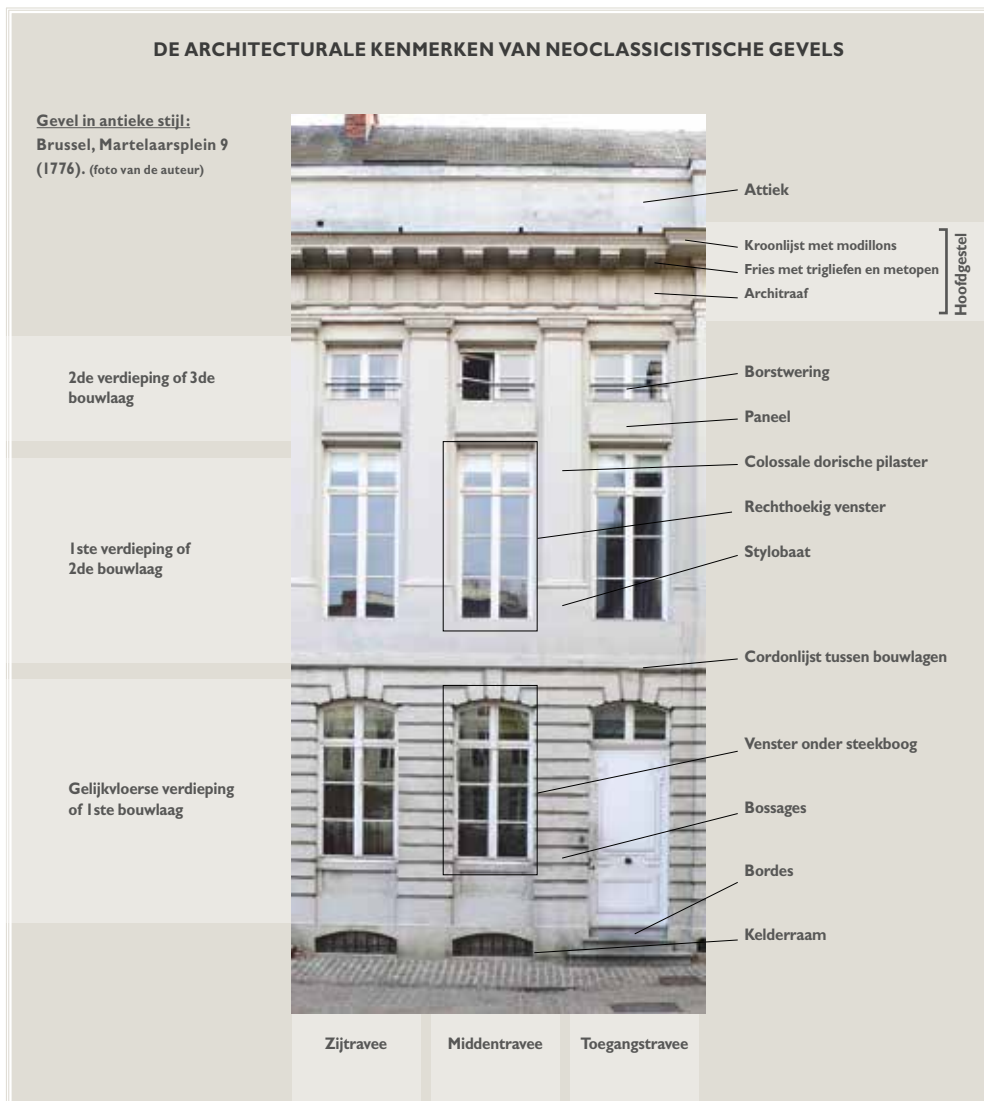 DE ARCHITECTURALE KENMERKEN VAN NEOCLASSICISTISCHE GEVELS
Gevel in antieke stijl:
Brussel, Martelaarsplein 9
(1776). (foto van de auteur)
Attiek
Kroonlijst met modillons
Fries met trigliefen en metopen
Architraaf
Hoofdgestel
2de verdieping of 3de
bouwlaag
Borstwering
Paneel
Colossale dorische pilaster
Rechthoekig venster
1ste verdieping of
2de bouwlaag
Stylobaat
Cordonlijst tussen bouwlagen
Venster onder steekboog
Gelijkvloerse verdieping
of 1ste bouwlaag
Bossages
Bordes
Kelderraam
Zijtravee
Middentravee
Toegangstravee